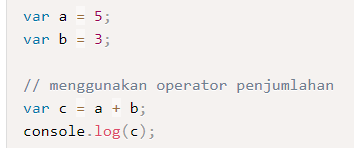 var a = 5;
var b = 3;
// menggunakan operator penjumlahan
var c = a + b;
console.log(c);